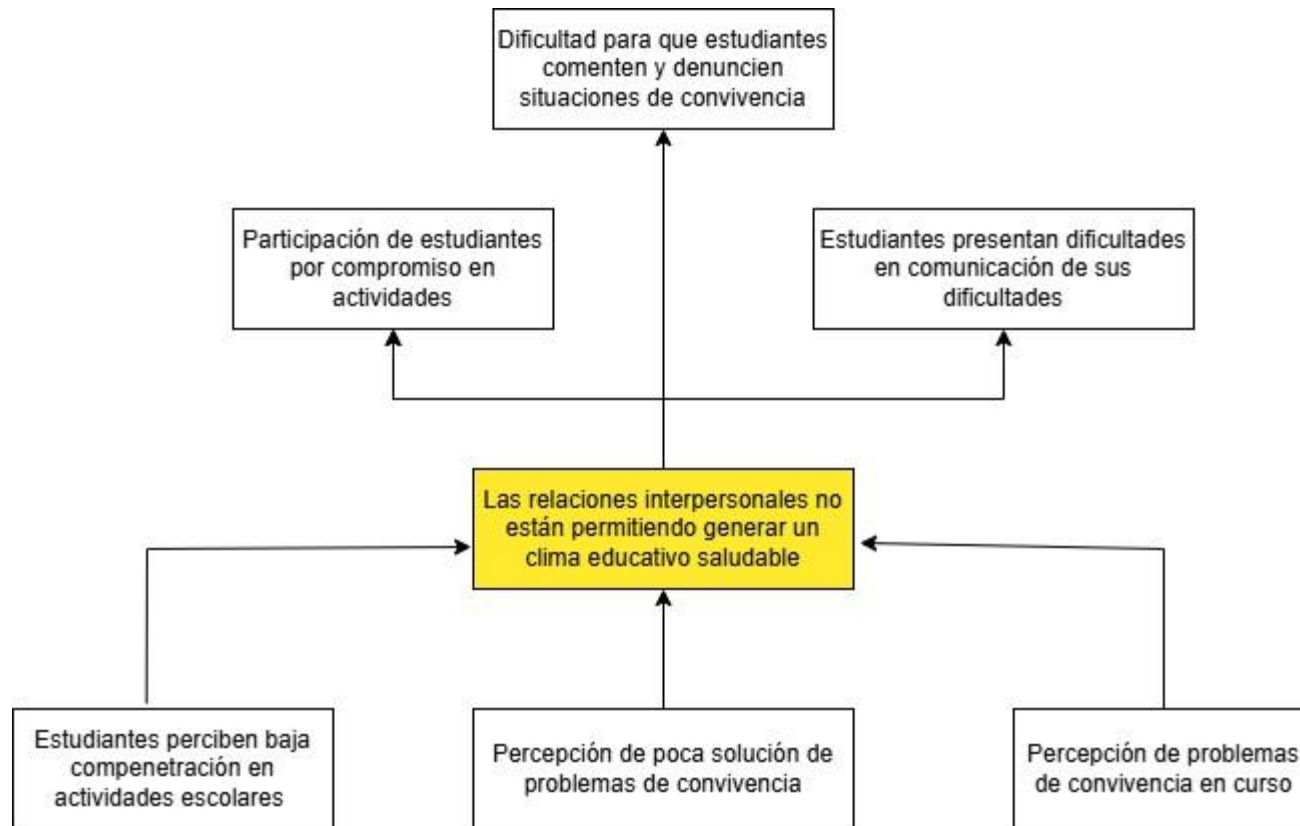 Dificultad para que estudiantes
comenten y denuncien
situaciones de convivencia
Participación de estudiantes
por compromiso en
actividades
Estudiantes presentan dificultades
en comunicación de sus
dificultades
Las relaciones interpersonales no
están permitiendo generar un
clima educativo saludable
Estudiantes perciben baja
compenetración en
actividades escolares
Percepción de poca solución de
problemas de convivencia
Percepción de problemas
de convivencia en curso